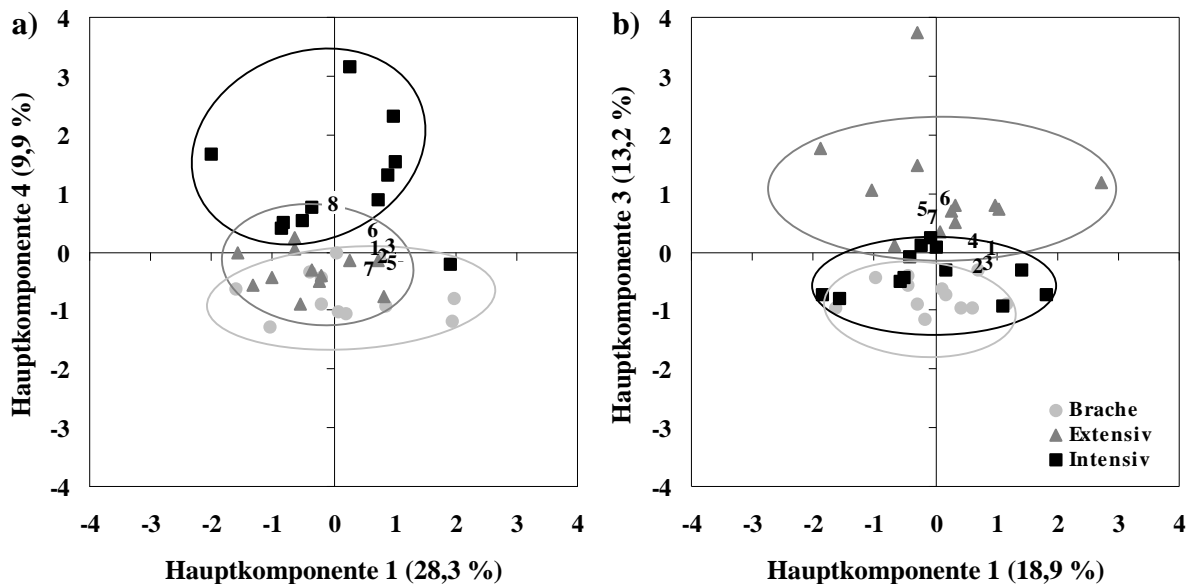 a)
4
3
2
1
0
-1
-2
-3
-4
Hauptkomponente 4 (9,9 %)
8
6
1 3
2
7 5
-4 -3 -2 -1 0 1 2 3 4
Hauptkomponente 1 (28,3 %)
b)
4
3
2
1
0
-1
-2
-3
-4
Hauptkomponente 3 (13,2 %)
6
5
7
4
1
3
2
Brache
Extensiv
Intensiv
-4 -3 -2 -1 0 1 2 3 4
Hauptkomponente 1 (18,9 %)